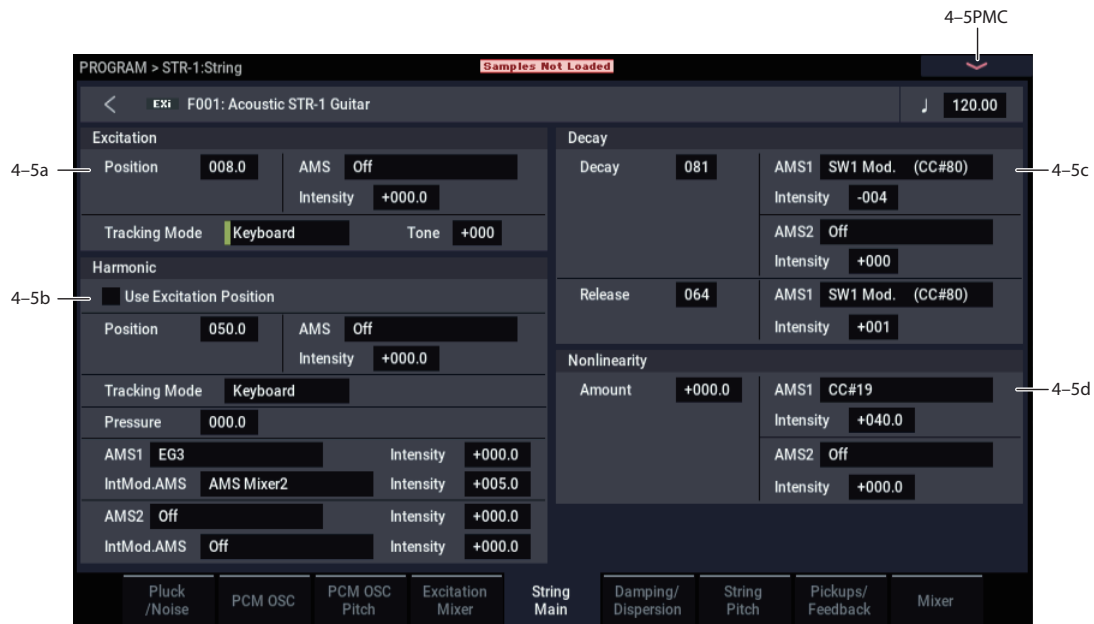 4–5PMC
PROGRAM > STR-1:String
Samples Not Loaded
EXi F001: Acoustic STR-1 Guitar
♩ 120.00
Excitation
4–5a
Position 008.0 AMS Off
Intensity +000.0
Tracking Mode Keyboard Tone +000
Harmonic
4–5b
Use Excitation Position
Position 050.0 AMS Off
Intensity +000.0
Tracking Mode Keyboard
Pressure 000.0
AMS1 EG3 Intensity +000.0
IntMod.AMS AMS Mixer2 Intensity +005.0
AMS2 Off Intensity +000.0
IntMod.AMS Off Intensity +000.0
Decay
Decay 081 AMS1 SW1 Mod. (CC#80)
4–5c
Intensity -004
AMS2 Off
Intensity +000
Release 064 AMS1 SW1 Mod. (CC#80)
Intensity +001
Nonlinearity
Amount +000.0 AMS1 CC#19
4–5d
Intensity +040.0
AMS2 Off
Intensity +000.0
Pluck
/Noise
PCM OSC
PCM OSC
Pitch
Excitation
Mixer
String
Main
Damping/
Dispersion
String
Pitch
Pickups/
Feedback
Mixer